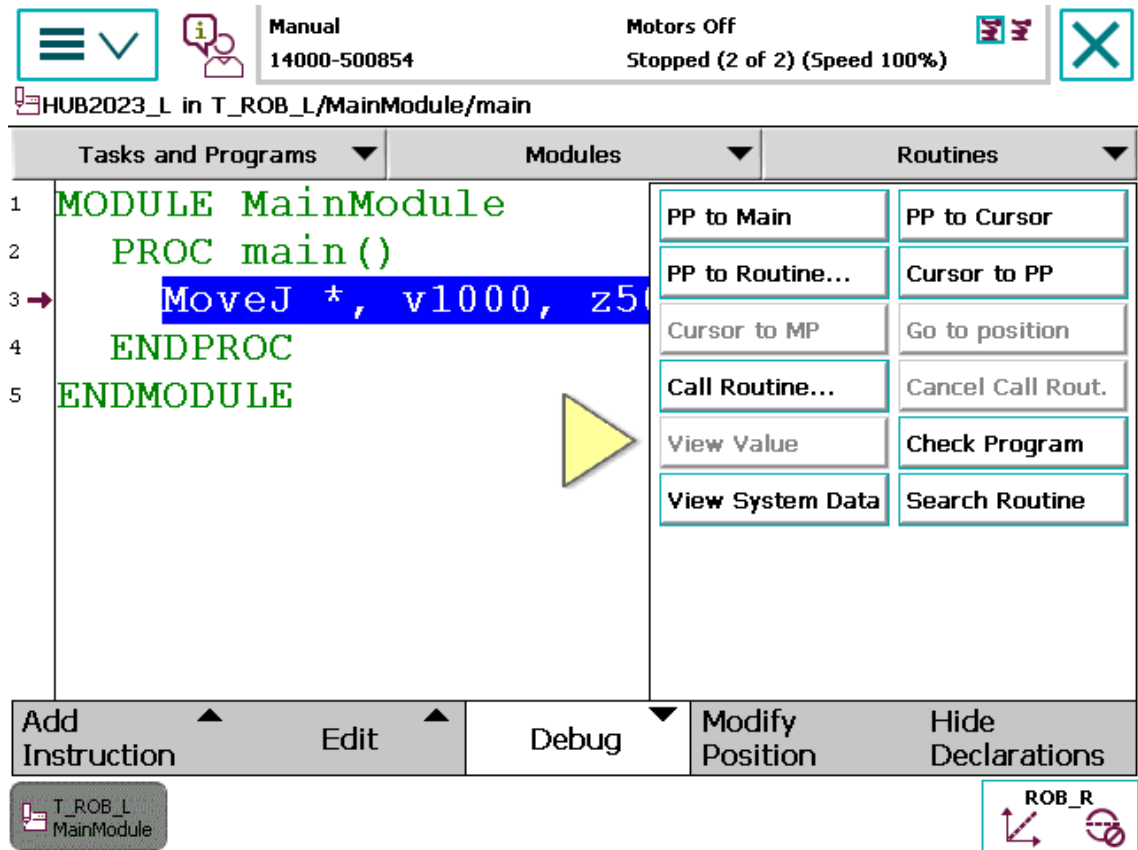 Manual
Motors Off
14000-500854
Stopped (2 of 2) (Speed 100%)
HUB2023_L in T_ROB_L/MainModule/main
Tasks and Programs
Modules
Routines
1 MODULE MainModule
2 PROC main()
3 MoveJ *, v1000, z5
4 ENDPROC
5 ENDMODULE
PP to Main
PP to Cursor
PP to Routine...
Cursor to PP
Cursor to MP
Go to position
Call Routine...
Cancel Call Rout.
View Value
Check Program
View System Data
Search Routine
Add
Instruction
Edit
Debug
Modify
Position
Hide
Declarations
T_ROB_L
MainModule
ROB_R